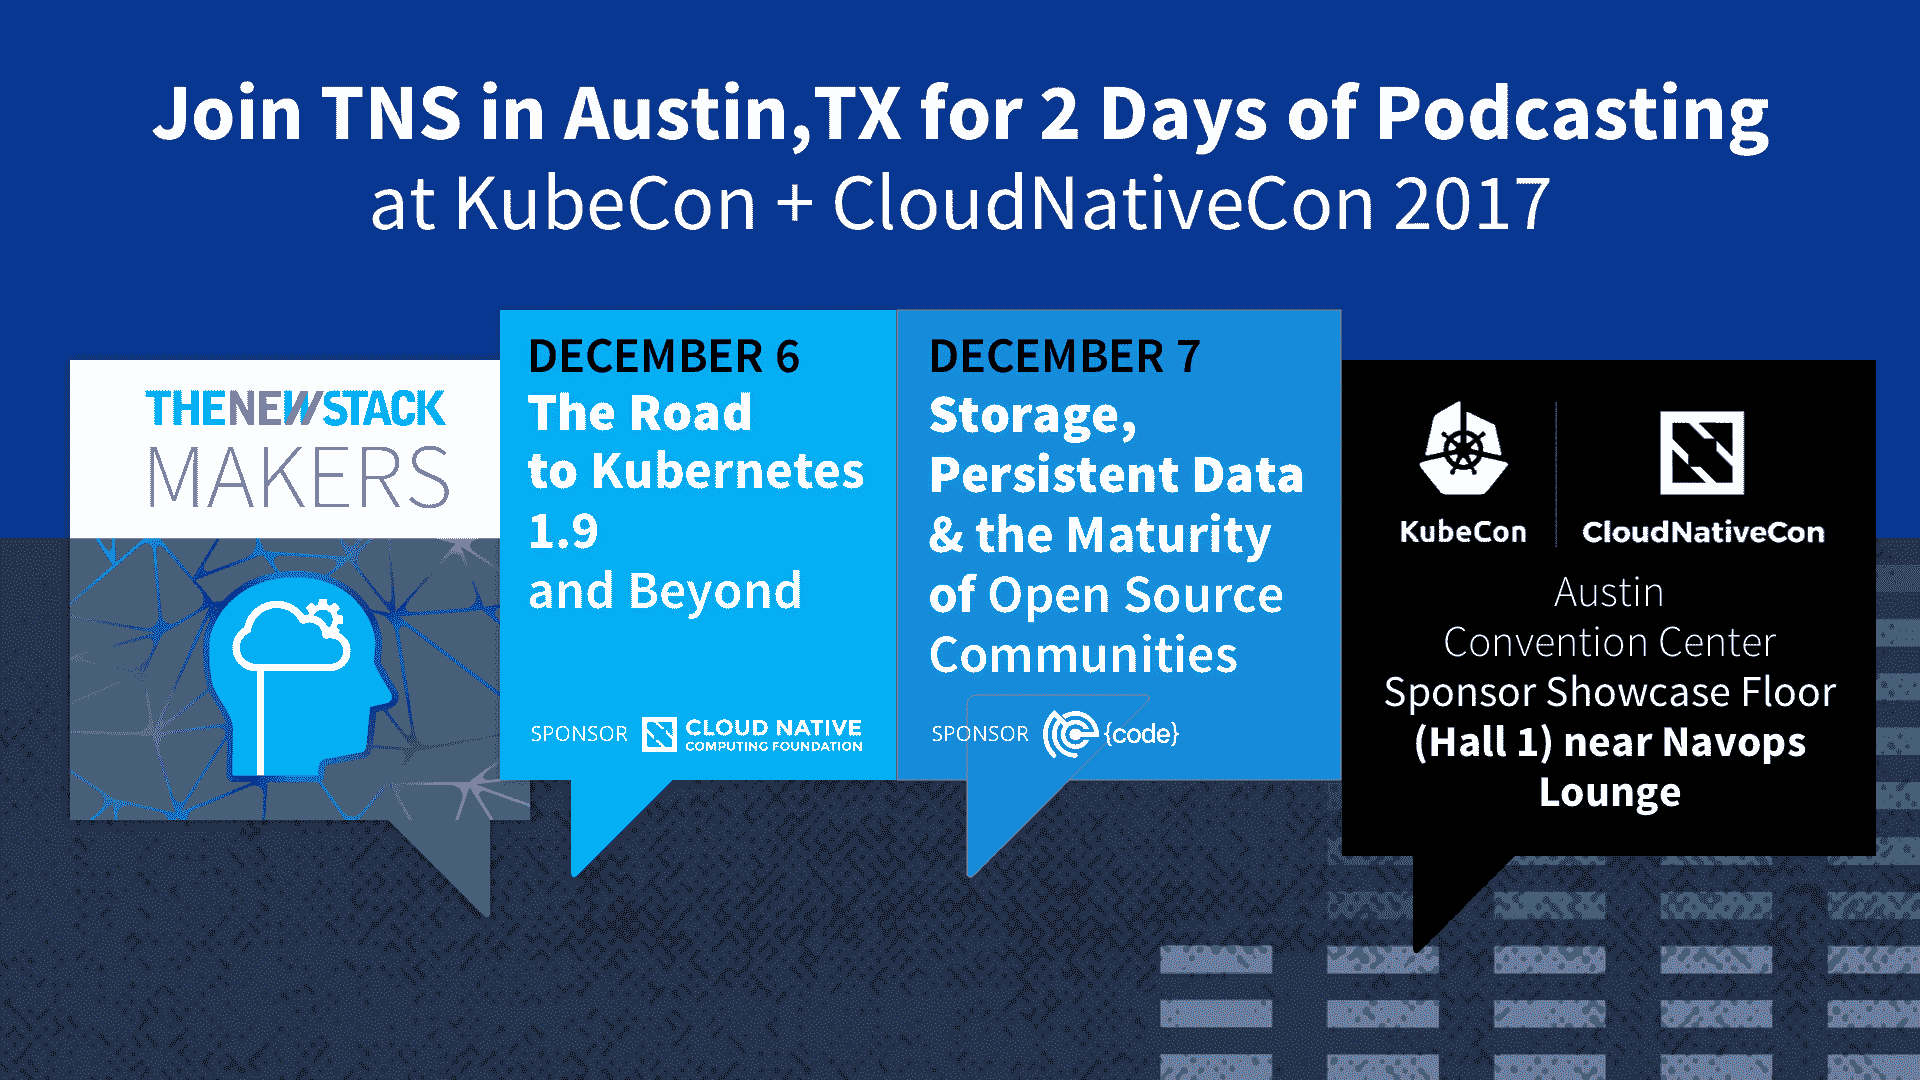 Join TNS in Austin,TX for 2 Days of Podcasting
at KubeCon + CloudNativeCon 2017
THENEWSTACK
MAKERS
DECEMBER 6
The Road
to Kubernetes
1.9
and Beyond
SPONSOR
CLOUD NATIVE
COMPUTING FOUNDATION
DECEMBER 7
Storage,
Persistent Data
& the Maturity
of Open Source
Communities
SPONSOR
{code}
KubeCon
CloudNativeCon
Austin
Convention Center
Sponsor Showcase Floor
(Hall 1) near Navops
Lounge